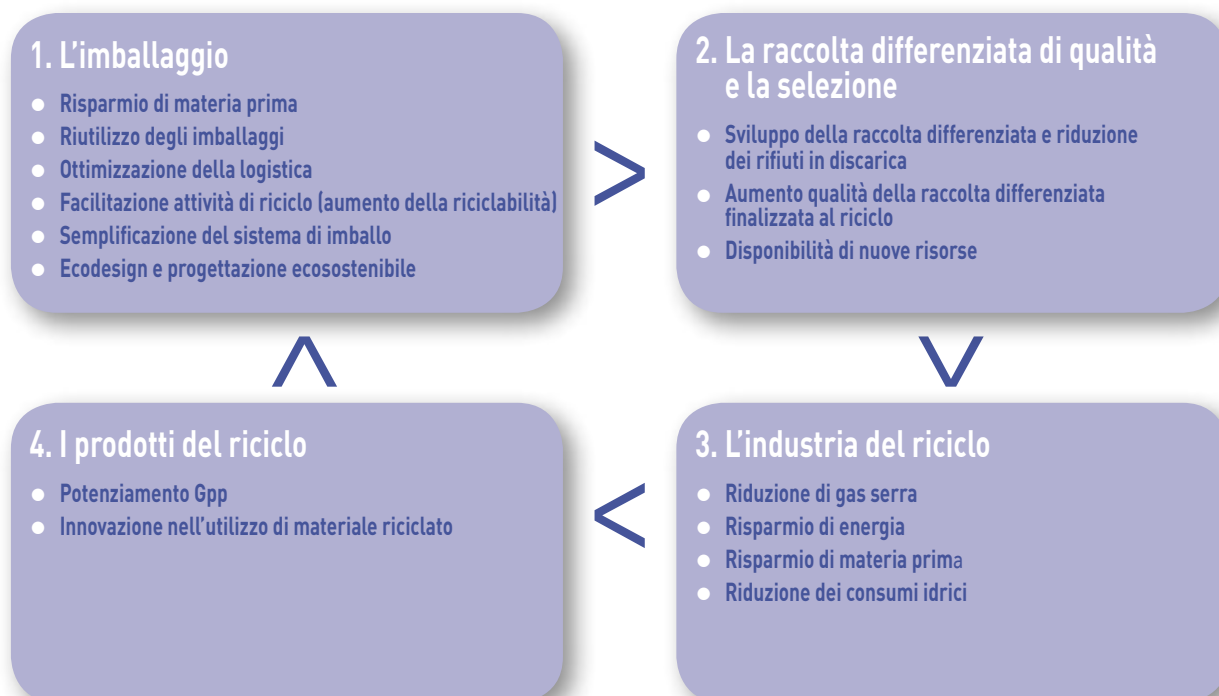 1. L'imballaggio
● Risparmio di materia prima
● Riutilizzo degli imballaggi
● Ottimizzazione della logistica
● Facilitazione attività di riciclo (aumento della riciclabilità)
● Semplificazione del sistema di imballo
● Ecodesign e progettazione ecosostenibile
>
2. La raccolta differenziata di qualità
e la selezione
● Sviluppo della raccolta differenziata e riduzione
dei rifiuti in discarica
● Aumento qualità della raccolta differenziata
finalizzata al riciclo
● Disponibilità di nuove risorse
3. L'industria del riciclo
● Riduzione di gas serra
● Risparmio di energia
● Risparmio di materia prima
● Riduzione dei consumi idrici
<
4. I prodotti del riciclo
● Potenziamento Gpp
● Innovazione nell'utilizzo di materiale riciclato